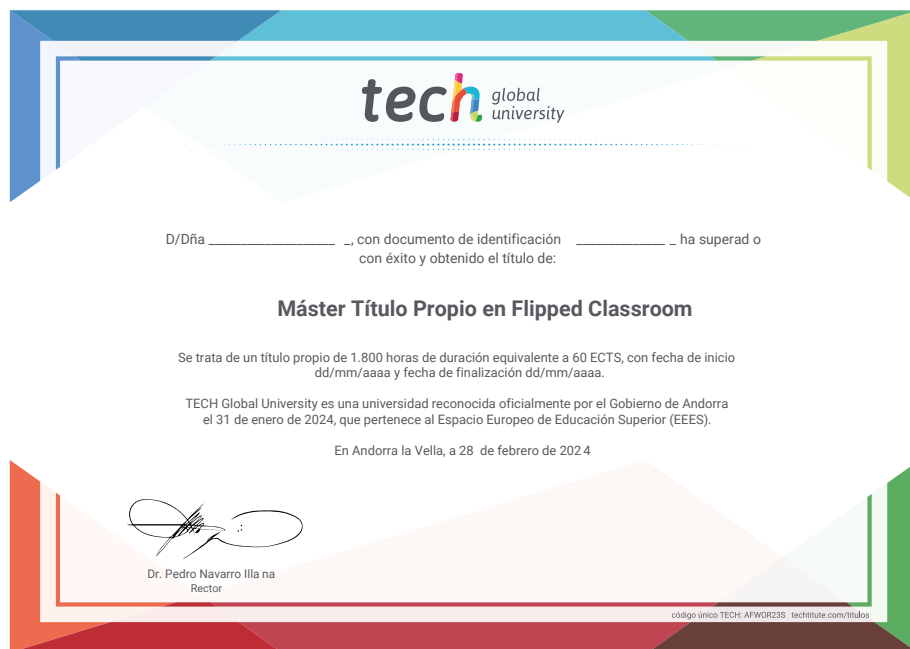 tech global
university
D/Dña ____________________ _, con documento de identificación ______________ _ ha superad o
con éxito y obtenido el título de:
Máster Título Propio en Flipped Classroom
Se trata de un título propio de 1.800 horas de duración equivalente a 60 ECTS, con fecha de inicio
dd/mm/aaaa y fecha de finalización dd/mm/aaaa.
TECH Global University es una universidad reconocida oficialmente por el Gobierno de Andorra
el 31 de enero de 2024, que pertenece al Espacio Europeo de Educación Superior (EEES).
En Andorra la Vella, a 28 de febrero de 2024
Dr. Pedro Navarro Illa na
Rector
código único TECH: AFWOR23S techtitute.com/titulos